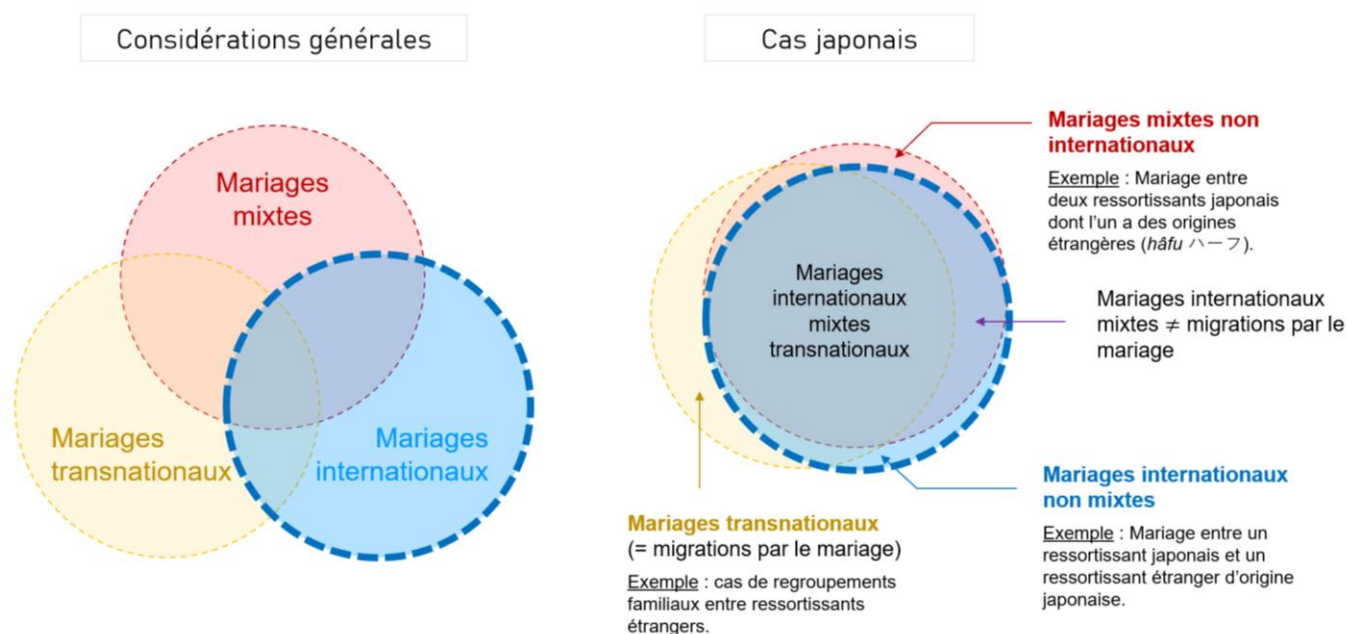 Considérations générales
Mariages
mixtes
Mariages
transnationaux
Mariages
internationaux
Cas japonais
Mariages
internationaux
mixtes
transnationaux
Mariages mixtes non
internationaux
Exemple : Mariage entre
deux ressortissants japonais
dont l'un a des origines
étrangères (hâfu ハーフ).
Mariages internationaux
mixtes ≠ migrations par le
mariage
Mariages transnationaux
(= migrations par le mariage)
Exemple : cas de regroupements
familiaux entre ressortissants
étrangers.
Mariages internationaux
non mixtes
Exemple : Mariage entre un
ressortissant japonais et un
ressortissant étranger d'origine
japonaise.